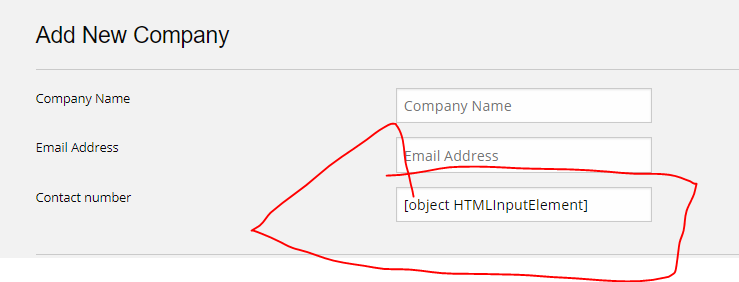 Add New Company
Company Name
Company Name
Email Address
Email Address
Contact number
[object HTMLInputElement]